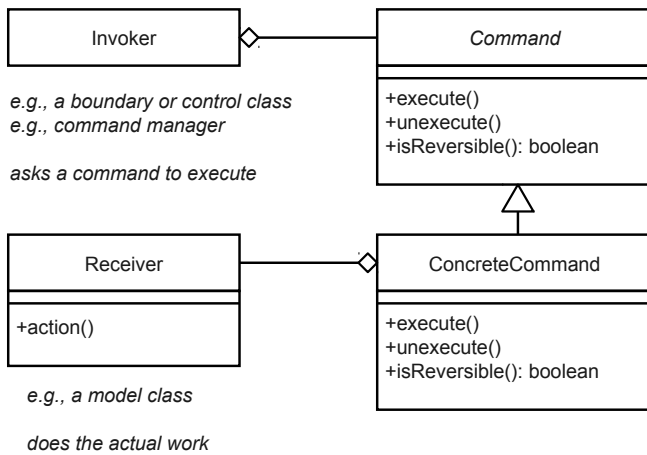 Invoker
Command
+execute()
+unexecute()
+isReversible(): boolean
e.g., a boundary or control class
e.g., command manager
asks a command to execute
Receiver
+action()
ConcreteCommand
+execute()
+unexecute()
+isReversible(): boolean
e.g., a model class
does the actual work